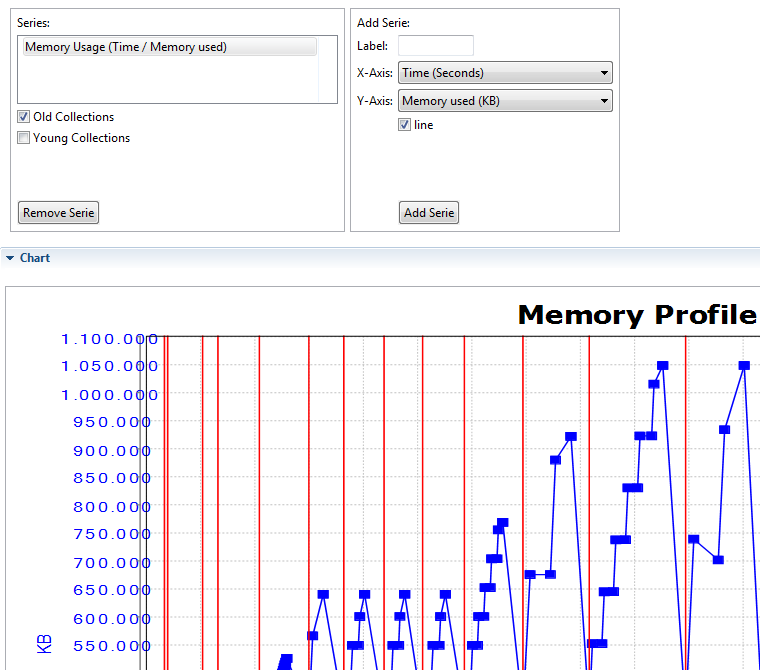 Series:
Memory Usage (Time / Memory used)
Old Collections
Young Collections
Remove Serie
Add Serie:
Label:
X-Axis: Time (Seconds)
Y-Axis: Memory used (KB)
line
Add Serie
Chart
Memory Profile
1.100.000
1.050.000
1.000.000
950.000
900.000
850.000
800.000
750.000
700.000
650.000
600.000
550.000
KB